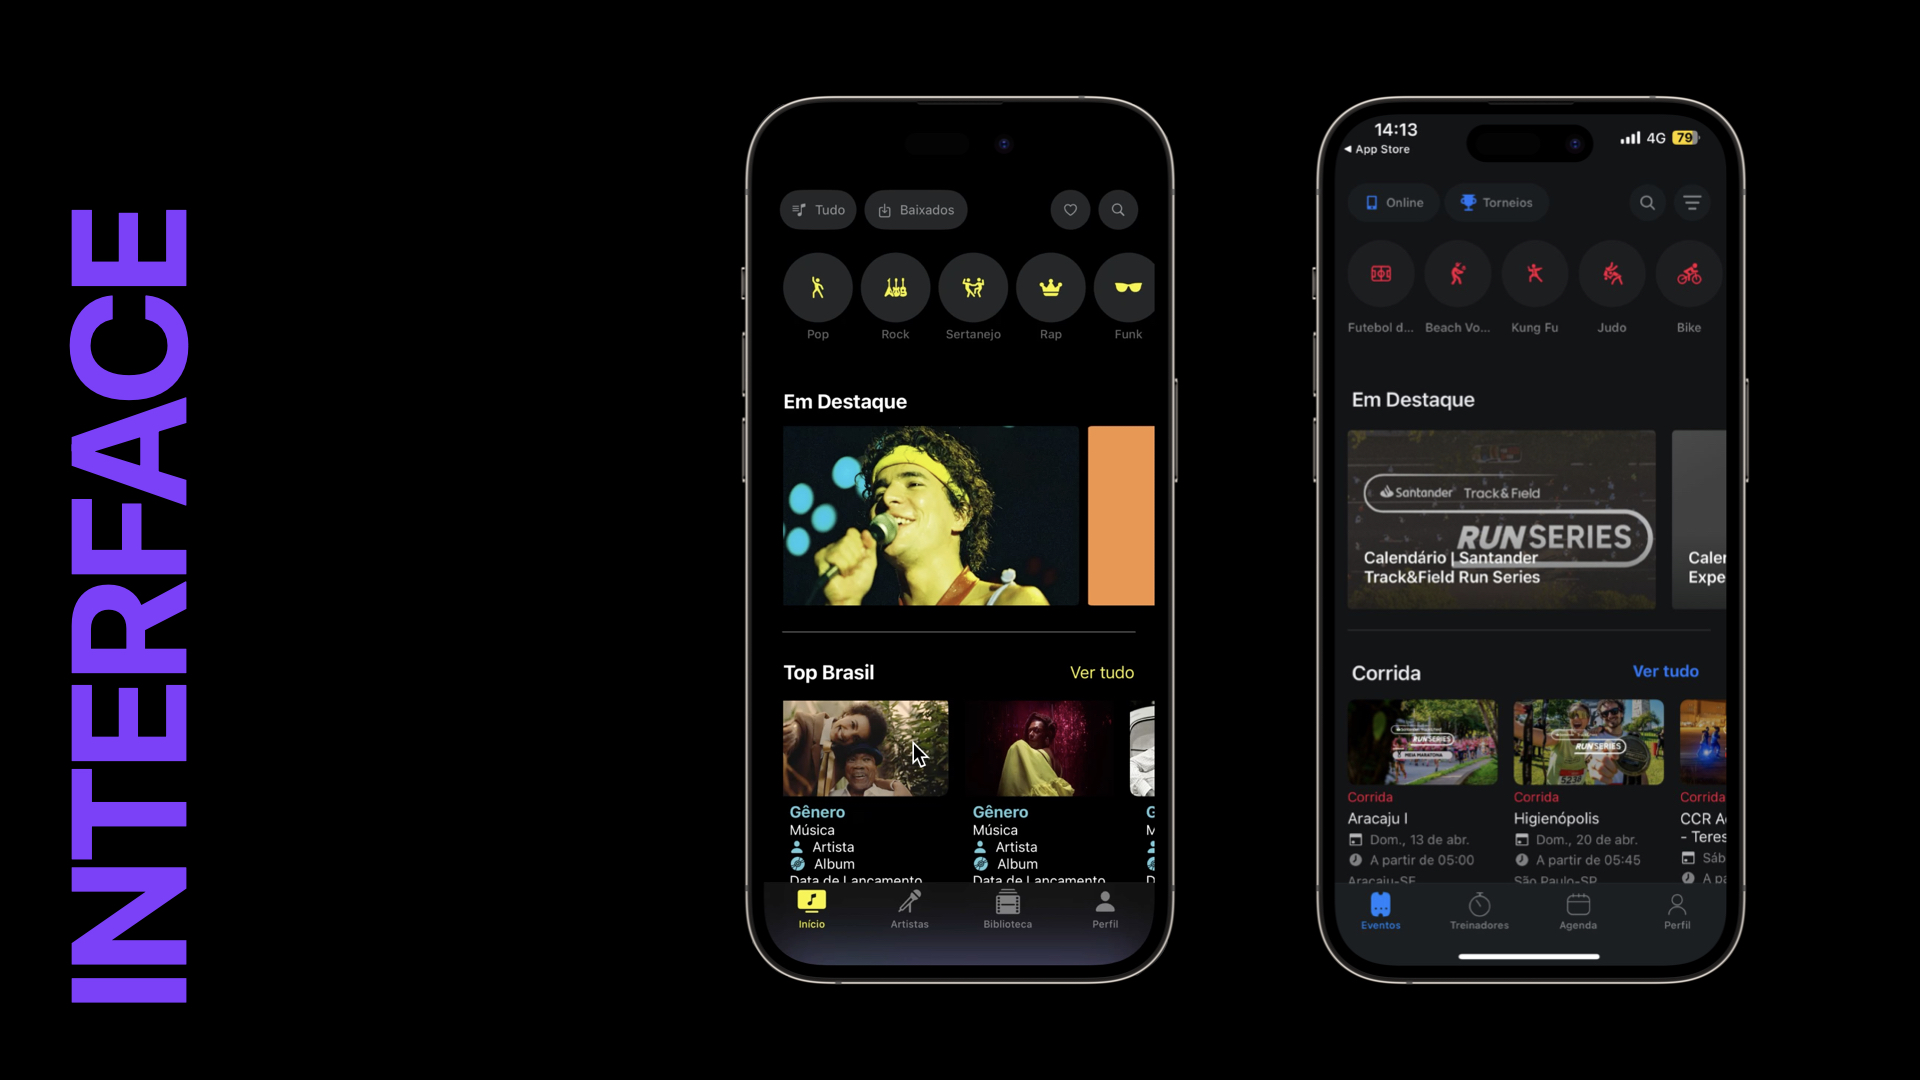 INTERFACE
Tudo
Baixados
Pop
Rock
Sertanejo
Rap
Funk
Em Destaque
Top Brasil
Ver tudo
Gênero
Música
Artista
Album
Data de Lançamento
Gênero
Música
Artista
Album
Data de Lançamento
G
M
D
Início
Artistas
Biblioteca
Perfil
14:13
App Store
4G
79
Online
Torneios
Futebol d...
Beach Vo...
Kung Fu
Judo
Bike
Em Destaque
Santander Track&Field
RUN SERIES
Calendário | Santander
Track&Field Run Series
Caler
Expe
Corrida
Ver tudo
RUNSERIES
Corrida
Aracaju I
Dom., 13 de abr.
A partir de 05:00
Aracaju-SE
RUNSERIES
Corrida
Higienópolis
Dom., 20 de abr.
A partir de 05:45
São Paulo-SP
Corrida
CCR A
- Teres
Sáb
A pa
Eventos
Treinadores
Agenda
Perfil